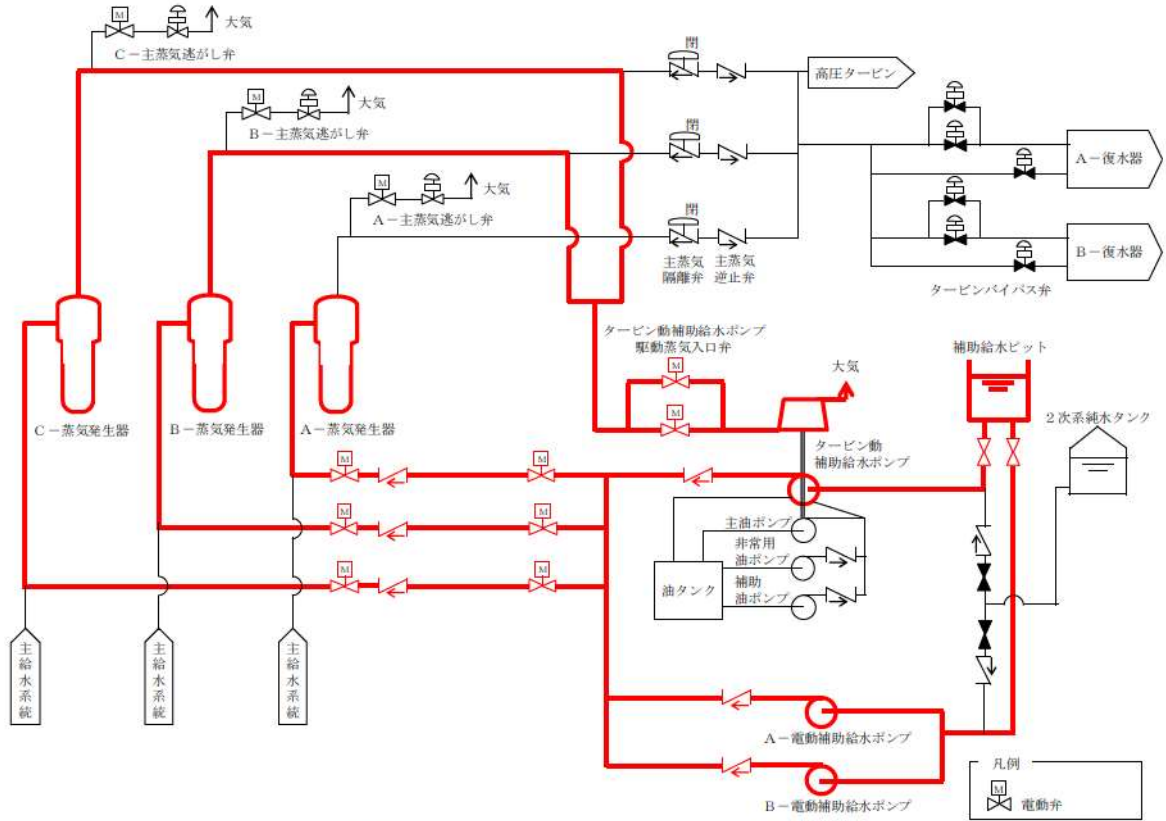 M
大気
C－主蒸気逃がし弁
閉
高圧タービン
M
大気
B－主蒸気逃がし弁
閉
A－復水器
M
大気
A－主蒸気逃がし弁
閉
主蒸気
隔離弁
主蒸気
逆止弁
B－復水器
タービンバイパス弁
タービン動補助給水ポンプ
駆動蒸気入口弁
M
M
大気
補助給水ピット
2次系純水タンク
C－蒸気発生器
B－蒸気発生器
A－蒸気発生器
タービン動
補助給水ポンプ
M
M
M
M
M
M
主油ポンプ
非常用
油ポンプ
補助
油ポンプ
油タンク
主給水系統
主給水系統
主給水系統
A－電動補助給水ポンプ
B－電動補助給水ポンプ
凡例
M
電動弁